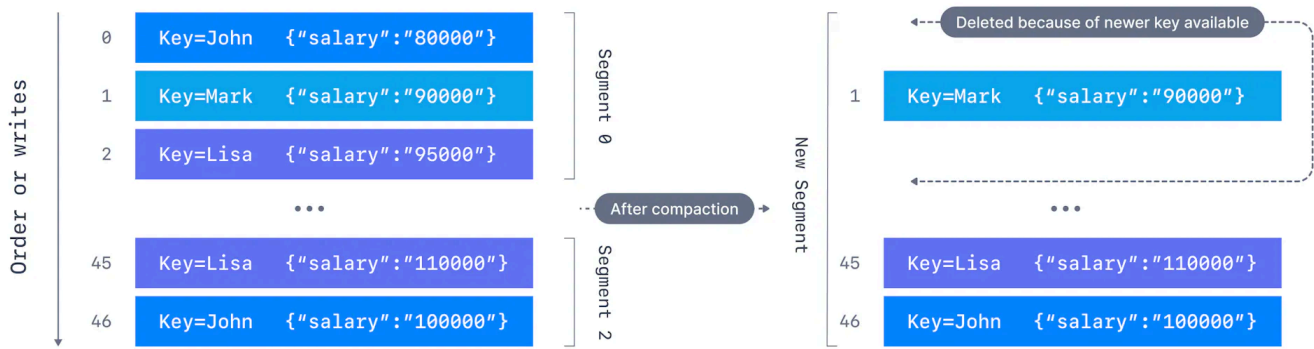 Order or writes
0
Key=John {“salary”:”80000”}
1
Key=Mark {“salary”:”90000”}
2
Key=Lisa {“salary”:”95000”}
Segment 0
•••
45
Key=Lisa {“salary”:”110000”}
46
Key=John {“salary”:”100000”}
Segment 2
After compaction
New Segment
Deleted because of newer key available
1
Key=Mark {“salary”:”90000”}
•••
45
Key=Lisa {“salary”:”110000”}
46
Key=John {“salary”:”100000”}